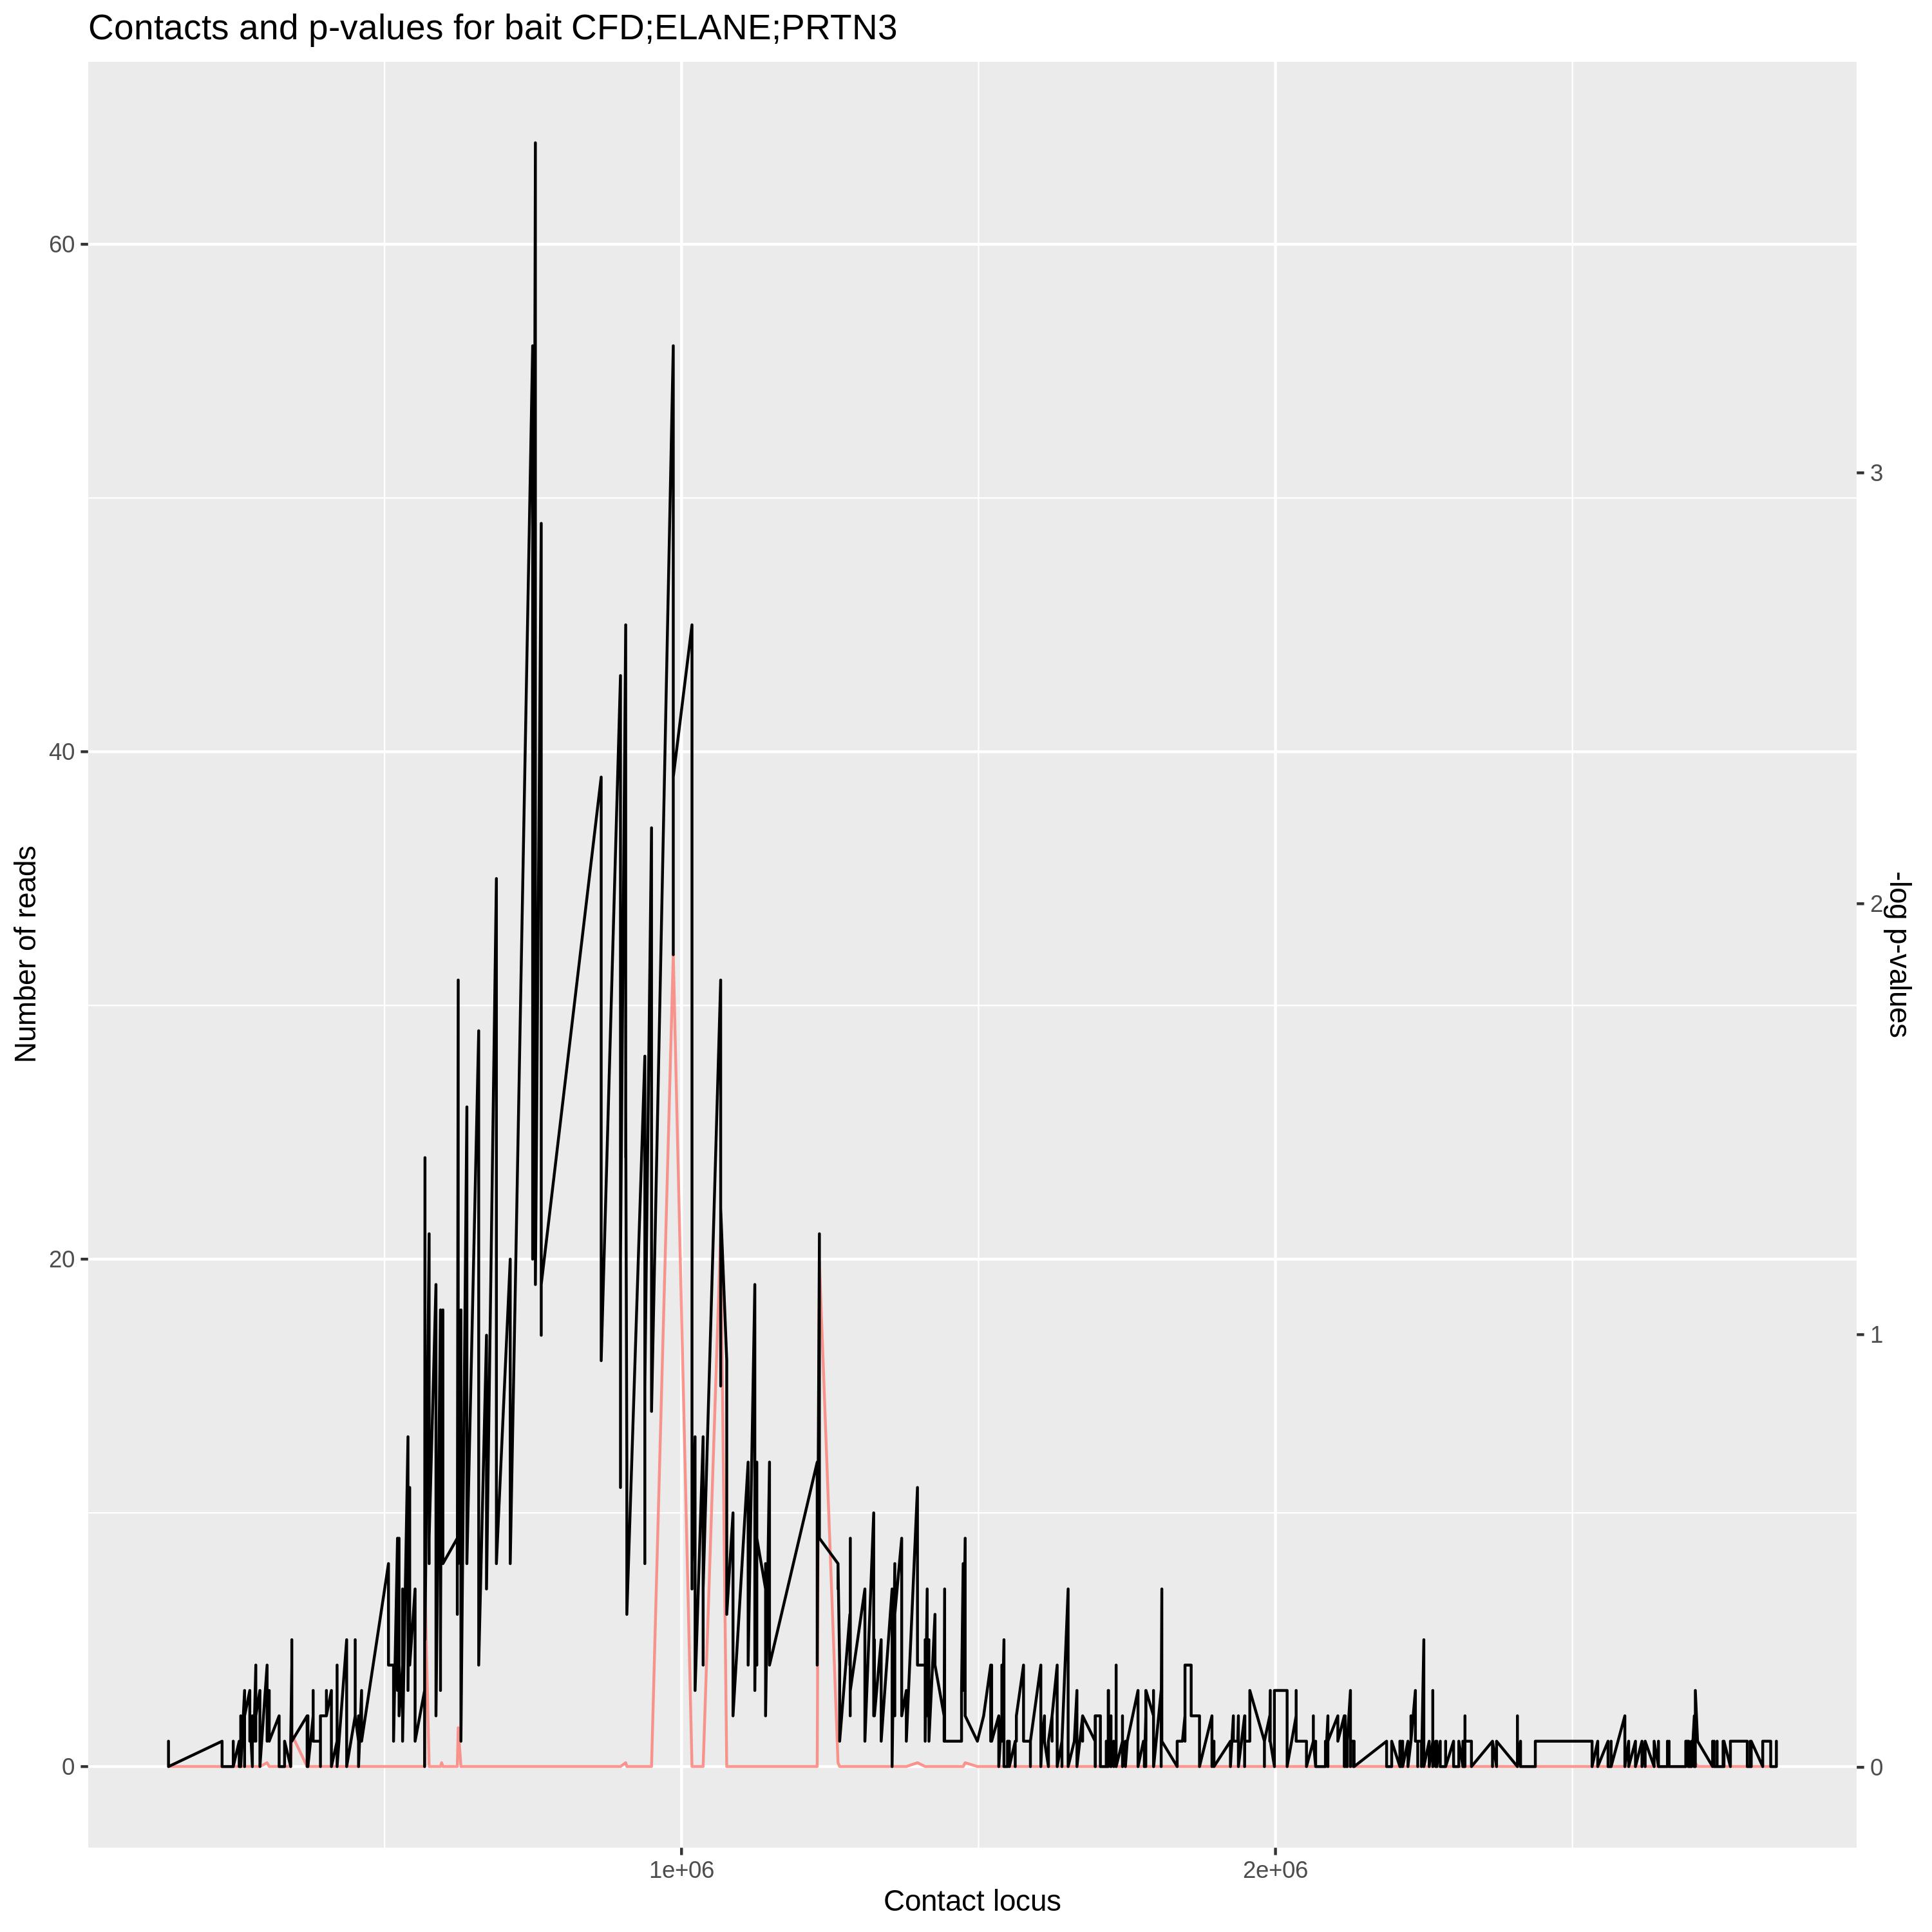 Contacts and p-values for bait CFD;ELANE;PRTN3
60
40
20
0
Number of reads
3
2
1
0
-log p-values
1e+06
2e+06
Contact locus